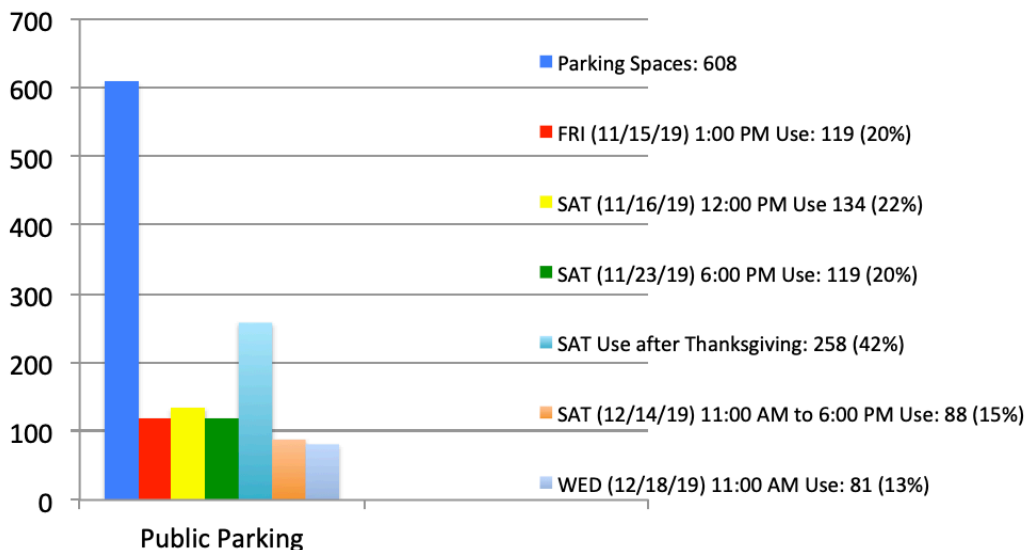 700
600
500
400
300
200
100
0
Public Parking
Parking Spaces: 608
FRI (11/15/19) 1:00 PM Use: 119 (20%)
SAT (11/16/19) 12:00 PM Use 134 (22%)
SAT (11/23/19) 6:00 PM Use: 119 (20%)
SAT Use after Thanksgiving: 258 (42%)
SAT (12/14/19) 11:00 AM to 6:00 PM Use: 88 (15%)
WED (12/18/19) 11:00 AM Use: 81 (13%)